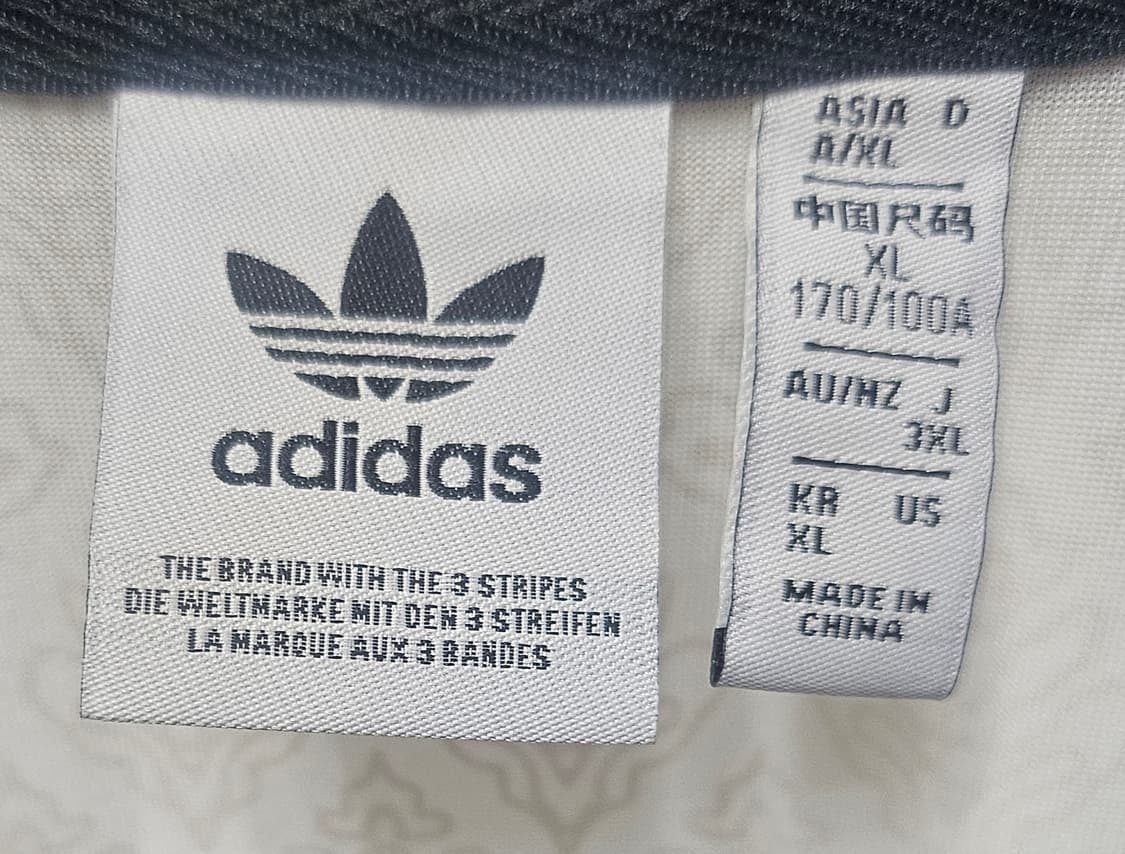 adidas
THE BRAND WITH THE 3 STRIPES
DIE WELTMARKE MIT DEN 3 STREIFEN
LA MARQUE AUX 3 BANDES
ASIA D
A/XL
中国尺码
XL
170/100A
AU/NZ J
3XL
KR US
XL
MADE IN
CHINA